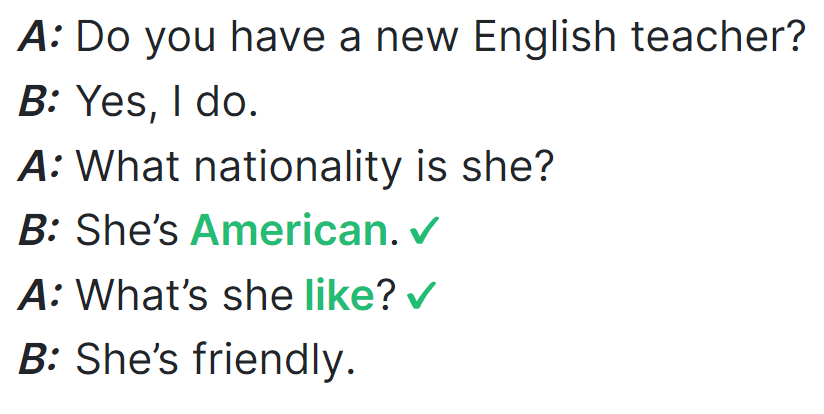 A: Do you have a new English teacher?
B: Yes, I do.
A: What nationality is she?
B: She’s American. ✓
A: What’s she like? ✓
B: She’s friendly.